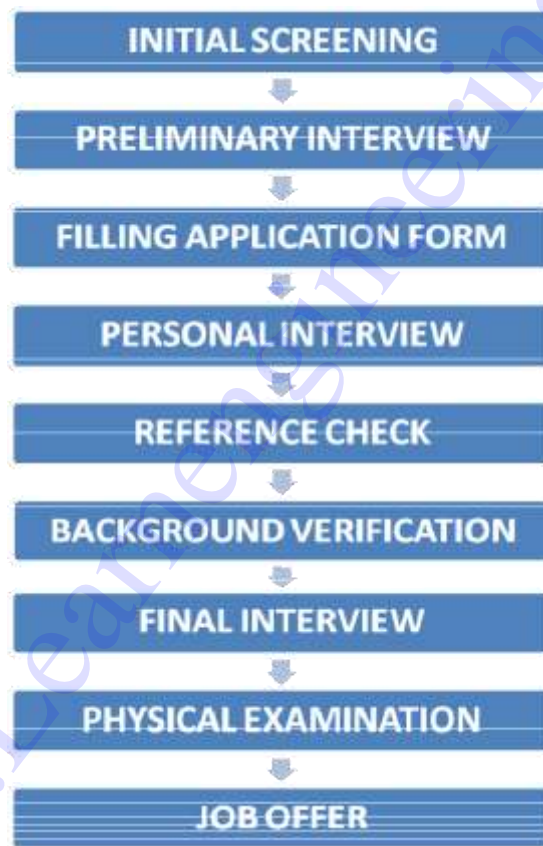 INITIAL SCREENING
PRELIMINARY INTERVIEW
FILLING APPLICATION FORM
PERSONAL INTERVIEW
REFERENCE CHECK
BACKGROUND VERIFICATION
FINAL INTERVIEW
PHYSICAL EXAMINATION
JOB OFFER